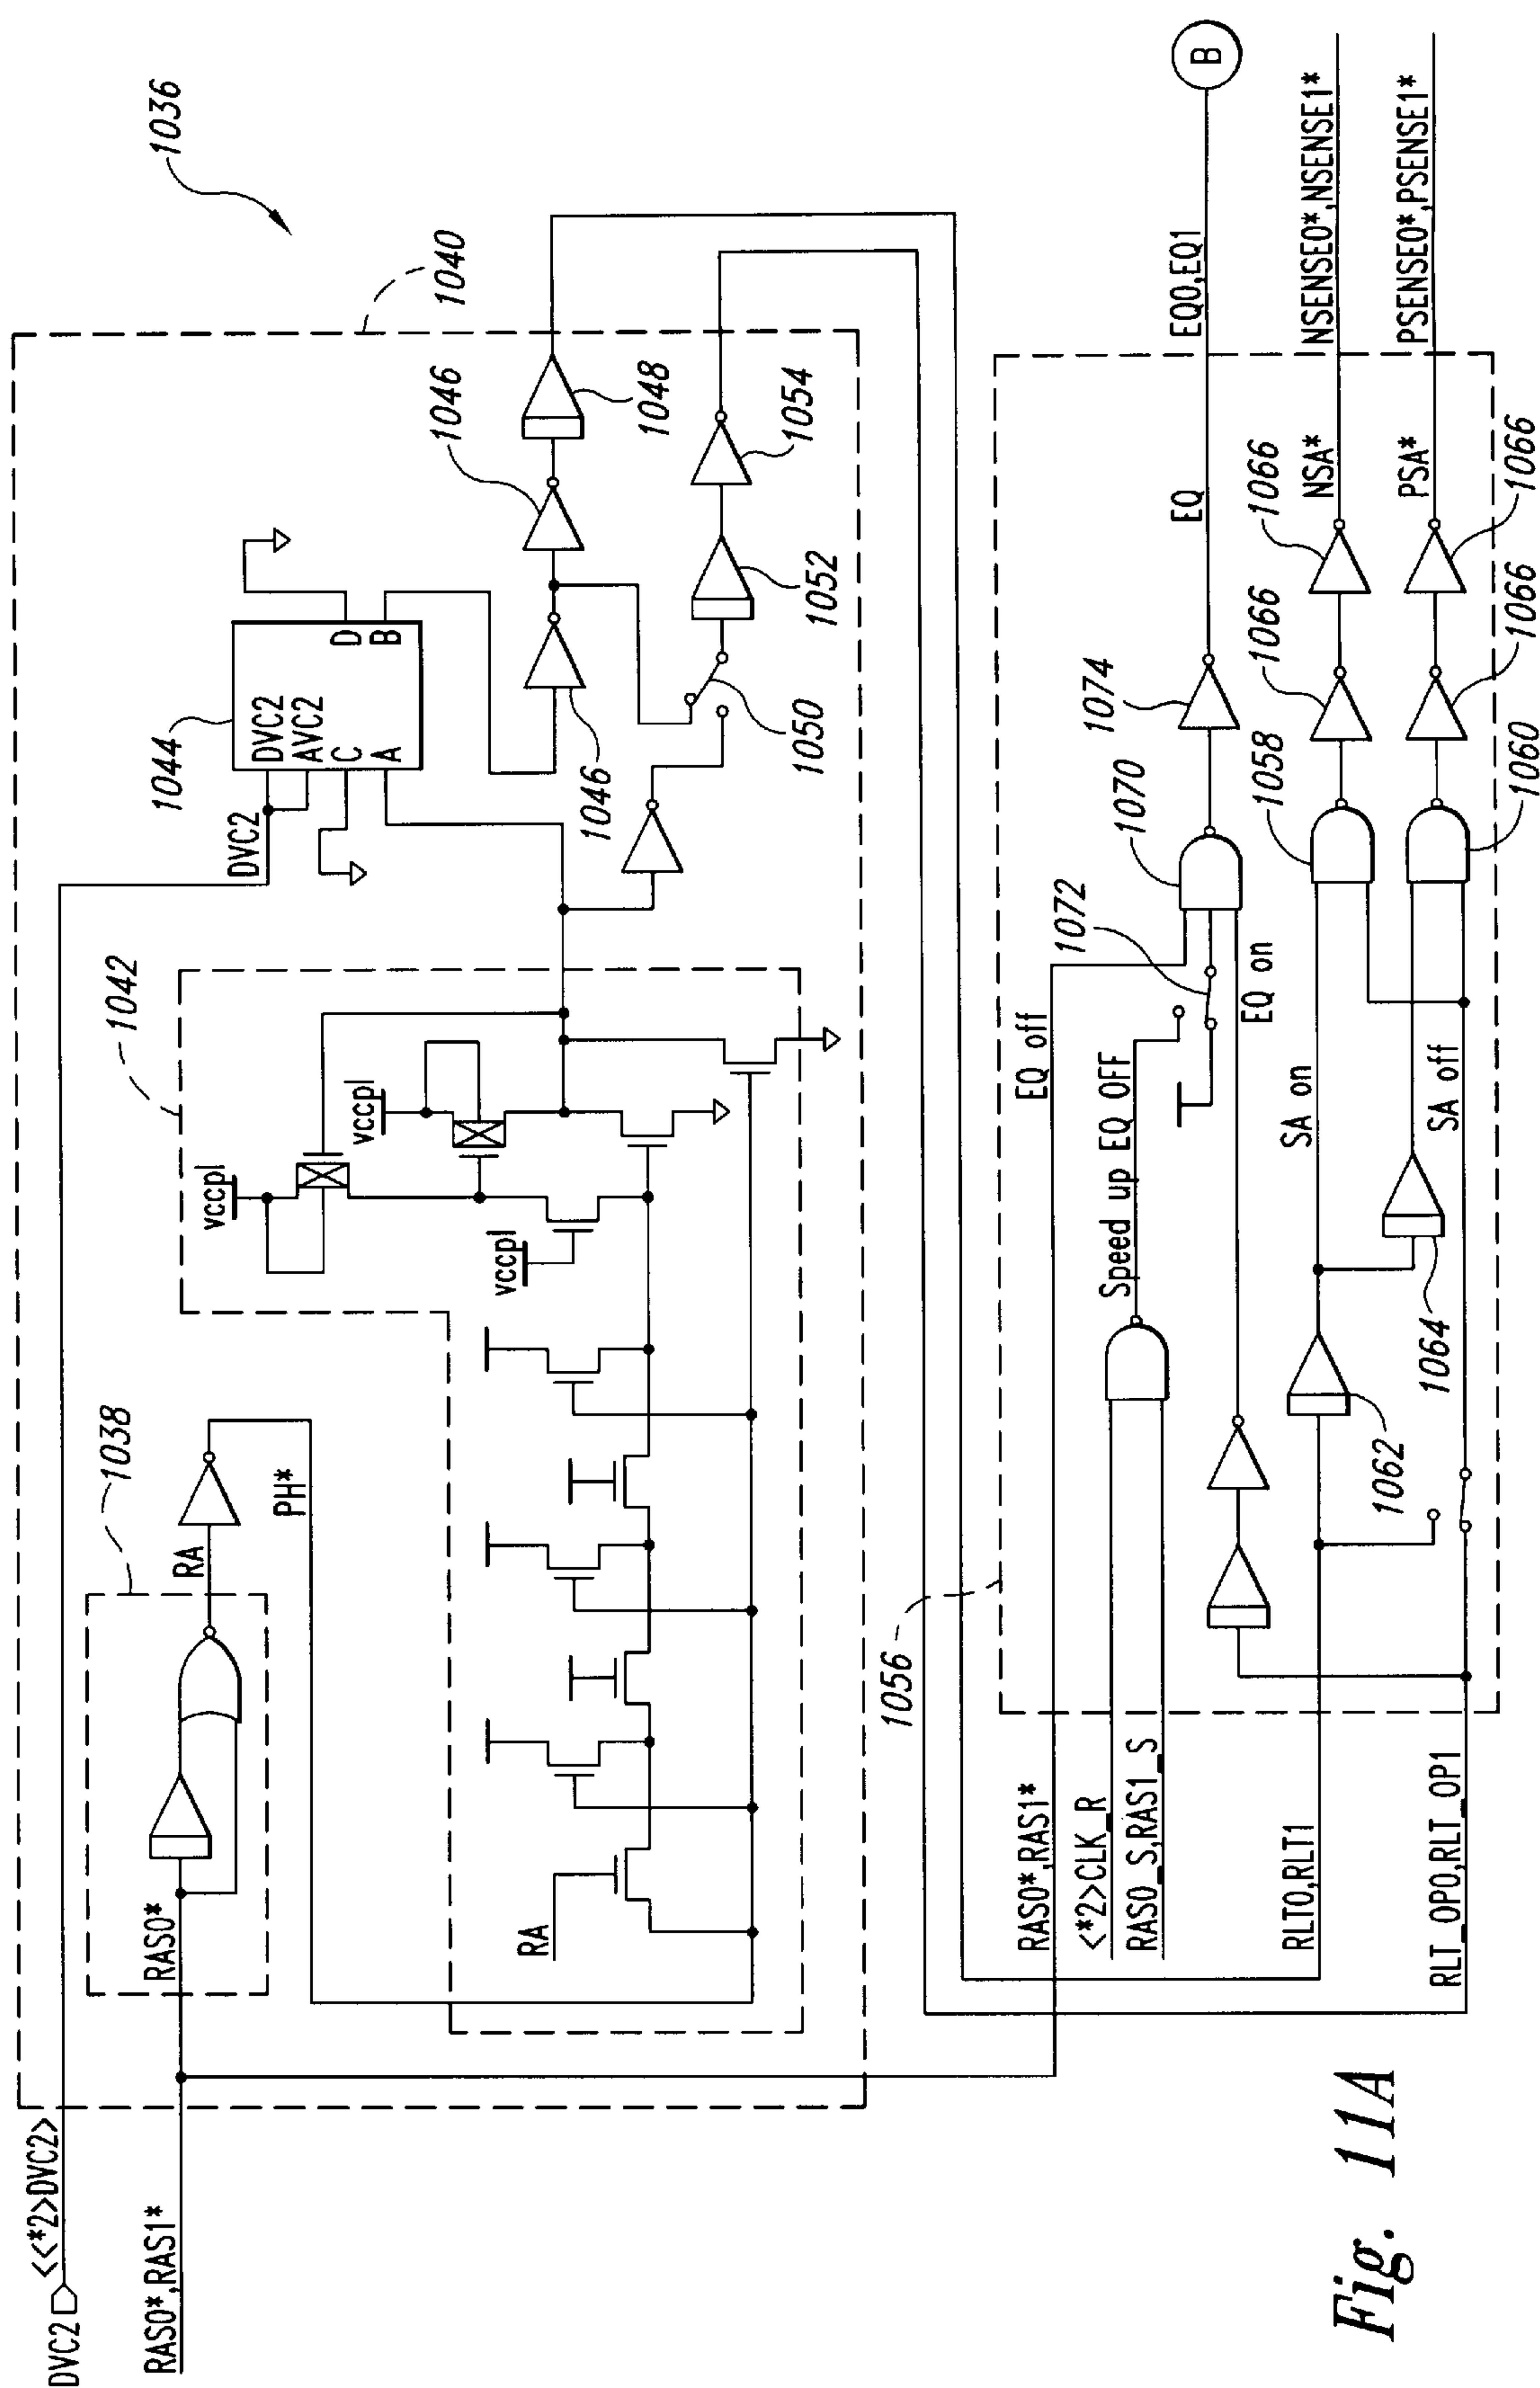 1036
DVC2
<<*2>DVC2>
RAS0*,RAS1*
1038
RAS0*
RA
PH*
1042
vccpl
vccpl
vccpl
RA
DVC2
1044
DVC2
AVC2
C
A
D
B
1040
1046
1046
1048
1050
1052
1054
1056
RAS0*,RAS1*
<*2>CLK_R
RAS0_S,RAS1_S
RLT0,RLT1
RLT_OP0,RLT_OP1
EQ off
Speed up EQ OFF
EQ on
SA on
SA off
1062
1064
1072
1070
1074
1058
1060
1066
1066
1066
1066
EQ
NSA*
PSA*
EQ0,EQ1
NSENSE0*,NSENSE1*
PSENSE0*,PSENSE1*
B
Fig. 11A